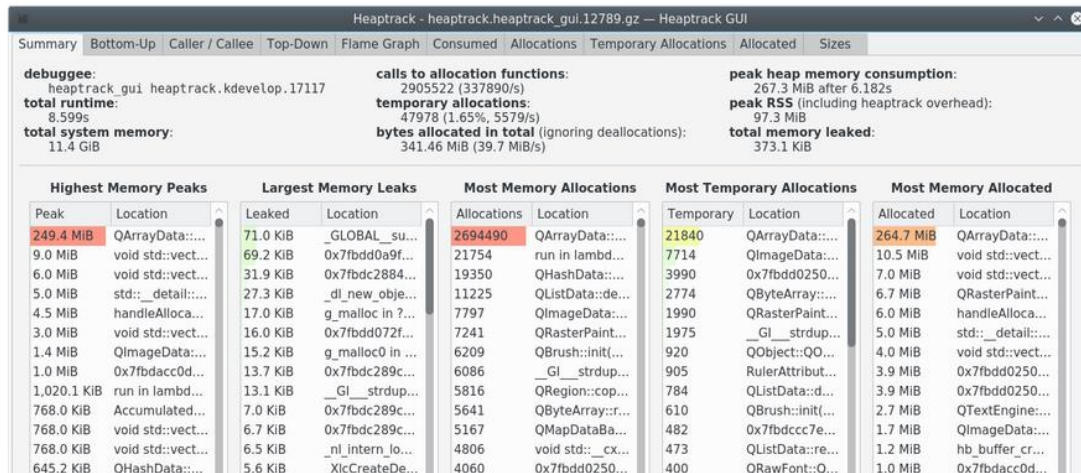 Heaptrack - heaptrack.heaptrack_gui.12789.gz — Heaptrack GUI
Summary Bottom-Up Caller / Callee Top-Down Flame Graph Consumed Allocations Temporary Allocations Allocated Sizes
debuggee: calls to allocation functions: peak heap memory consumption:
heaptrack_gui heaptrack.kdevelop.17117 2905522 (337890/s) 267.3 MiB after 6.182s
total runtime: temporary allocations: peak RSS (including heaptrack overhead):
8.599s 47978 (1.65%, 5579/s) 97.3 MiB
total system memory: bytes allocated in total (ignoring deallocations): total memory leaked:
11.4 GiB 341.46 MiB (39.7 MiB/s) 373.1 KiB
Highest Memory Peaks Largest Memory Leaks Most Memory Allocations Most Temporary Allocations Most Memory Allocated
Peak Location Leaked Location Allocations Location Temporary Location Allocated Location
249.4 MiB QArrayData::... 71.0 KiB _GLOBAL__su... 2694490 QArrayData::... 21840 QArrayData::... 264.7 MiB QArrayData::...
9.0 MiB void std::vect... 69.2 KiB 0x7fbdd0a9f... 21754 run in lambd... 7714 QImageData:... 10.5 MiB void std::vect...
6.0 MiB void std::vect... 31.9 KiB 0x7fbdc2884... 19350 QHashData::... 3990 0x7fbdd0250... 7.0 MiB void std::vect...
5.0 MiB std::__detail::... 27.3 KiB _dl_new_obje... 11225 QListData::de... 2774 QByteArray::... 6.7 MiB QRasterPaint...
4.5 MiB handleAlloca... 17.0 KiB g_malloc in ?... 7797 QImageData:... 1990 QRasterPaint... 6.0 MiB handleAlloca...
3.0 MiB void std::vect... 16.0 KiB 0x7fbdd072f... 7241 QRasterPaint... 1975 __GI___strdup... 5.0 MiB std::__detail::...
1.4 MiB QImageData:... 15.2 KiB g_malloc0 in ... 6209 QBrush::init(... 920 QObject::QO... 4.0 MiB void std::vect...
1.0 MiB 0x7fbdacc0d... 13.7 KiB 0x7fbdc289c... 6086 __GI___strdup... 905 RulerAttribut... 3.9 MiB 0x7fbdd0250...
1,020.1 KiB run in lambd... 13.1 KiB __GI___strdup... 5816 QRegion::cop... 784 QListData::d... 3.9 MiB 0x7fbdd0250...
768.0 KiB Accumulated... 7.0 KiB 0x7fbdc289c... 5641 QByteArray::r... 610 QBrush::init(... 2.7 MiB QTextEngine:...
768.0 KiB void std::vect... 6.7 KiB 0x7fbdc289c... 5167 QMapDataBa... 482 0x7fbdccc7e... 1.7 MiB QImageData:...
768.0 KiB void std::vect... 6.5 KiB _nl_intern_lo... 4806 void std::__cx... 473 QListData::re... 1.2 MiB hb_buffer_cr...
645.2 KiB QHashData::... 5.6 KiB _XlcCreateDe... 4060 0x7fbdd0250... 400 QRawFont::Q... 1.0 MiB 0x7fbdacc0d...